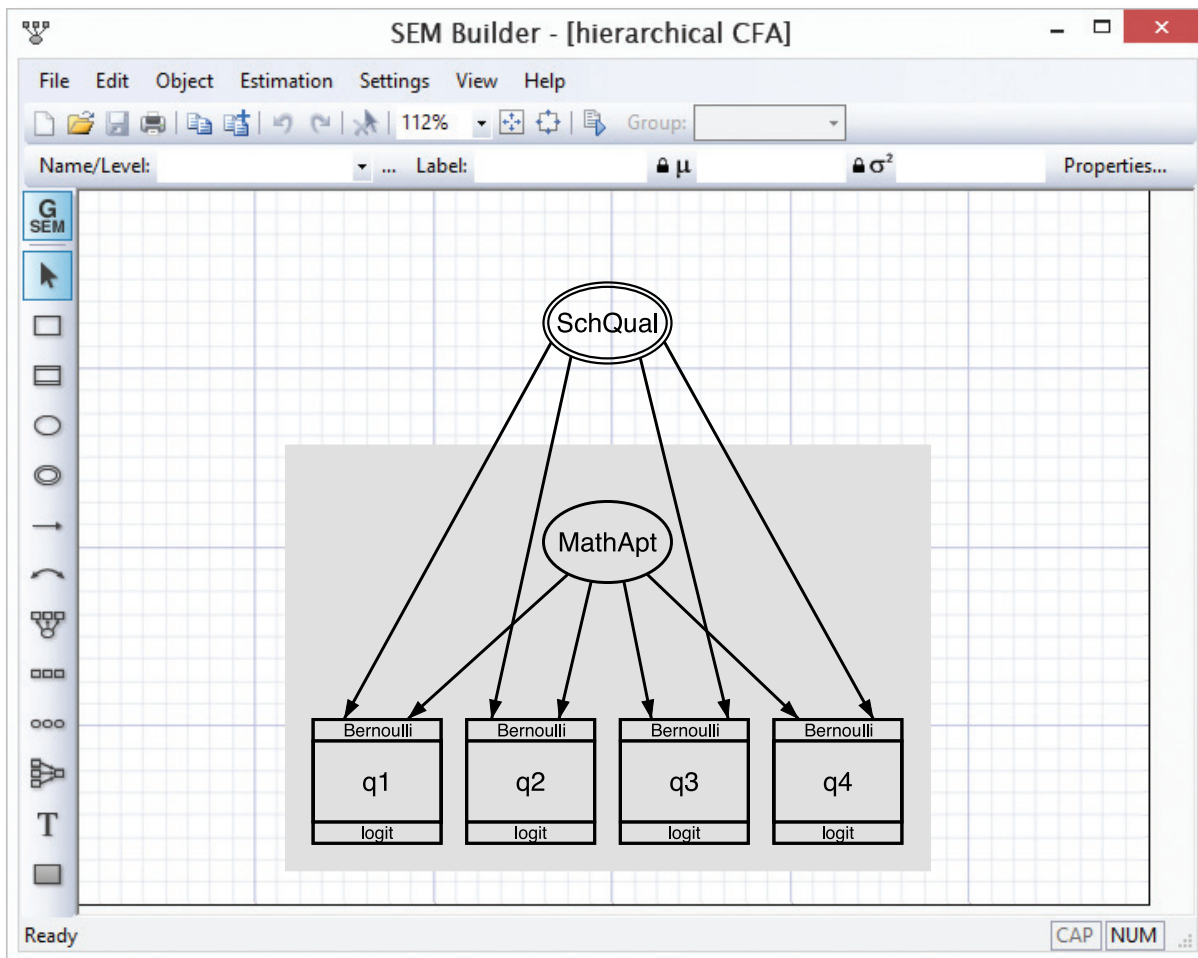 SEM Builder - [hierarchical CFA]
File Edit Object Estimation Settings View Help
112% Group:
Name/Level: ... Label: μ σ² Properties...
G
SEM
SchQual
MathApt
Bernoulli Bernoulli Bernoulli Bernoulli
q1 q2 q3 q4
logit logit logit logit
T
Ready CAP NUM